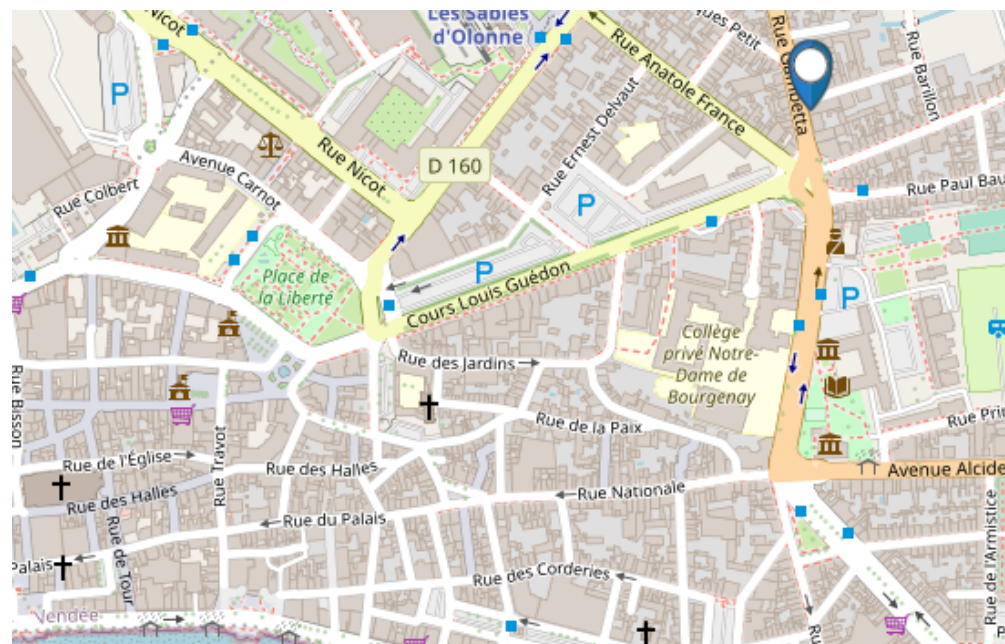 Nicot
Les Sables
d'Olonne
ques Petit
Rue Gambetta
Rue Barillon
Rue Anatole France
P
Rue Ernest Delvaut
Rue Nicot
D 160
Avenue Carnot
Rue Colbert
P
Rue Paul Bau
Place de
la Liberté
P
Cours Louis Guédon
P
Collège
privé Notre-
Dame de
Bourgenay
Rue des Jardins
Rue Bisson
Rue de la Paix
Rue Travot
Rue Pri
Rue de l'Église
Rue des Halles
Avenue Alcide
Rue des Halles
Rue Nationale
Rue du Palais
Rue de Tour
Palais
Rue des Corderies
Rue de l'Armistice
Vendée